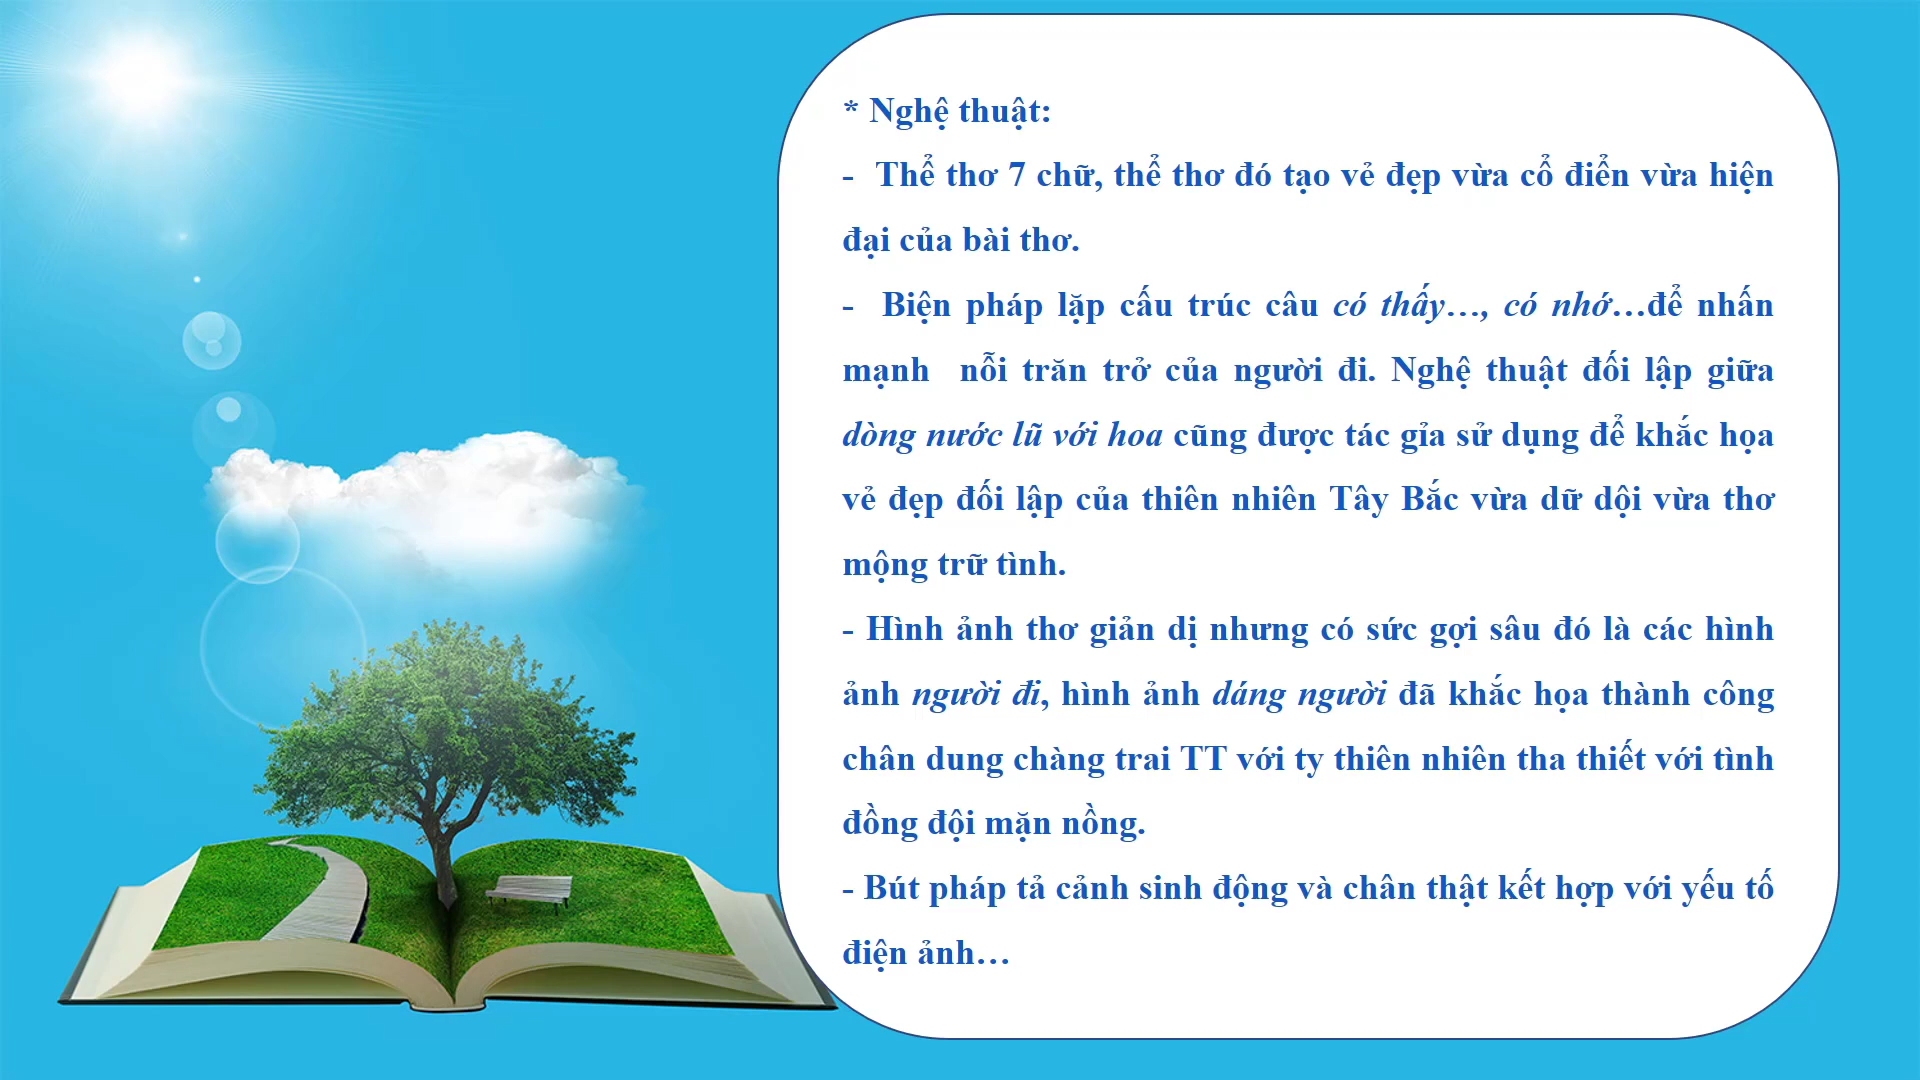 * Nghệ thuật:
- Thể thơ 7 chữ, thể thơ đó tạo vẻ đẹp vừa cổ điển vừa hiện
đại của bài thơ.
- Biện pháp lặp cấu trúc câu có thấy…, có nhớ…để nhấn
mạnh nỗi trăn trở của người đi. Nghệ thuật đối lập giữa
dòng nước lũ với hoa cũng được tác gỉa sử dụng để khắc họa
vẻ đẹp đối lập của thiên nhiên Tây Bắc vừa dữ dội vừa thơ
mộng trữ tình.
- Hình ảnh thơ giản dị nhưng có sức gợi sâu đó là các hình
ảnh người đi, hình ảnh dáng người đã khắc họa thành công
chân dung chàng trai TT với ty thiên nhiên tha thiết với tình
đồng đội mặn nồng.
- Bút pháp tả cảnh sinh động và chân thật kết hợp với yếu tố
điện ảnh…